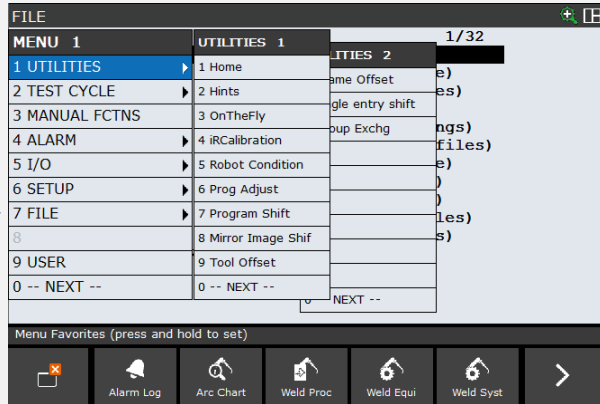 FILE
MENU 1
1 UTILITIES
2 TEST CYCLE
3 MANUAL FCTNS
4 ALARM
5 I/O
6 SETUP
7 FILE
8
9 USER
0 -- NEXT --
UTILITIES 1
1 Home
2 Hints
3 OnTheFly
4 iRCalibration
5 Robot Condition
6 Prog Adjust
7 Program Shift
8 Mirror Image Shif
9 Tool Offset
0 -- NEXT --
LITIES 2
ame Offset
gle entry shift
oup Exchg
NEXT --
1/32
e)
es)
ngs)
files)
e)
)
)
les)
s)
Menu Favorites (press and hold to set)
Alarm Log
Arc Chart
Weld Proc
Weld Equi
Weld Syst